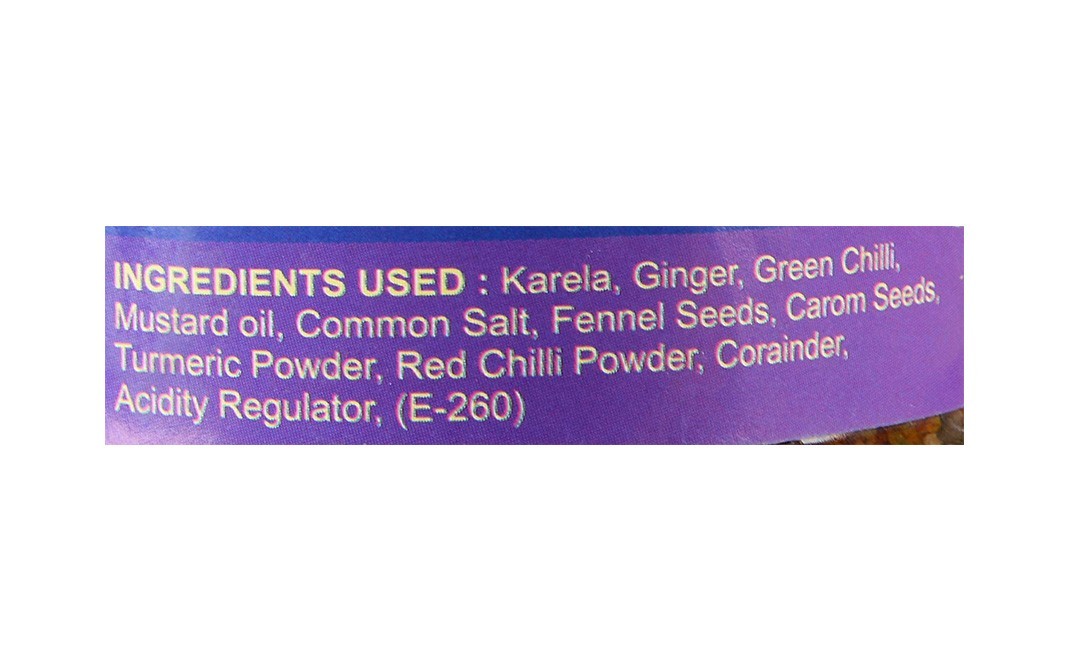 INGREDIENTS USED : Karela, Ginger, Green Chilli,
Mustard oil, Common Salt, Fennel Seeds, Carom Seeds,
Turmeric Powder, Red Chilli Powder, Corainder,
Acidity Regulator, (E-260)